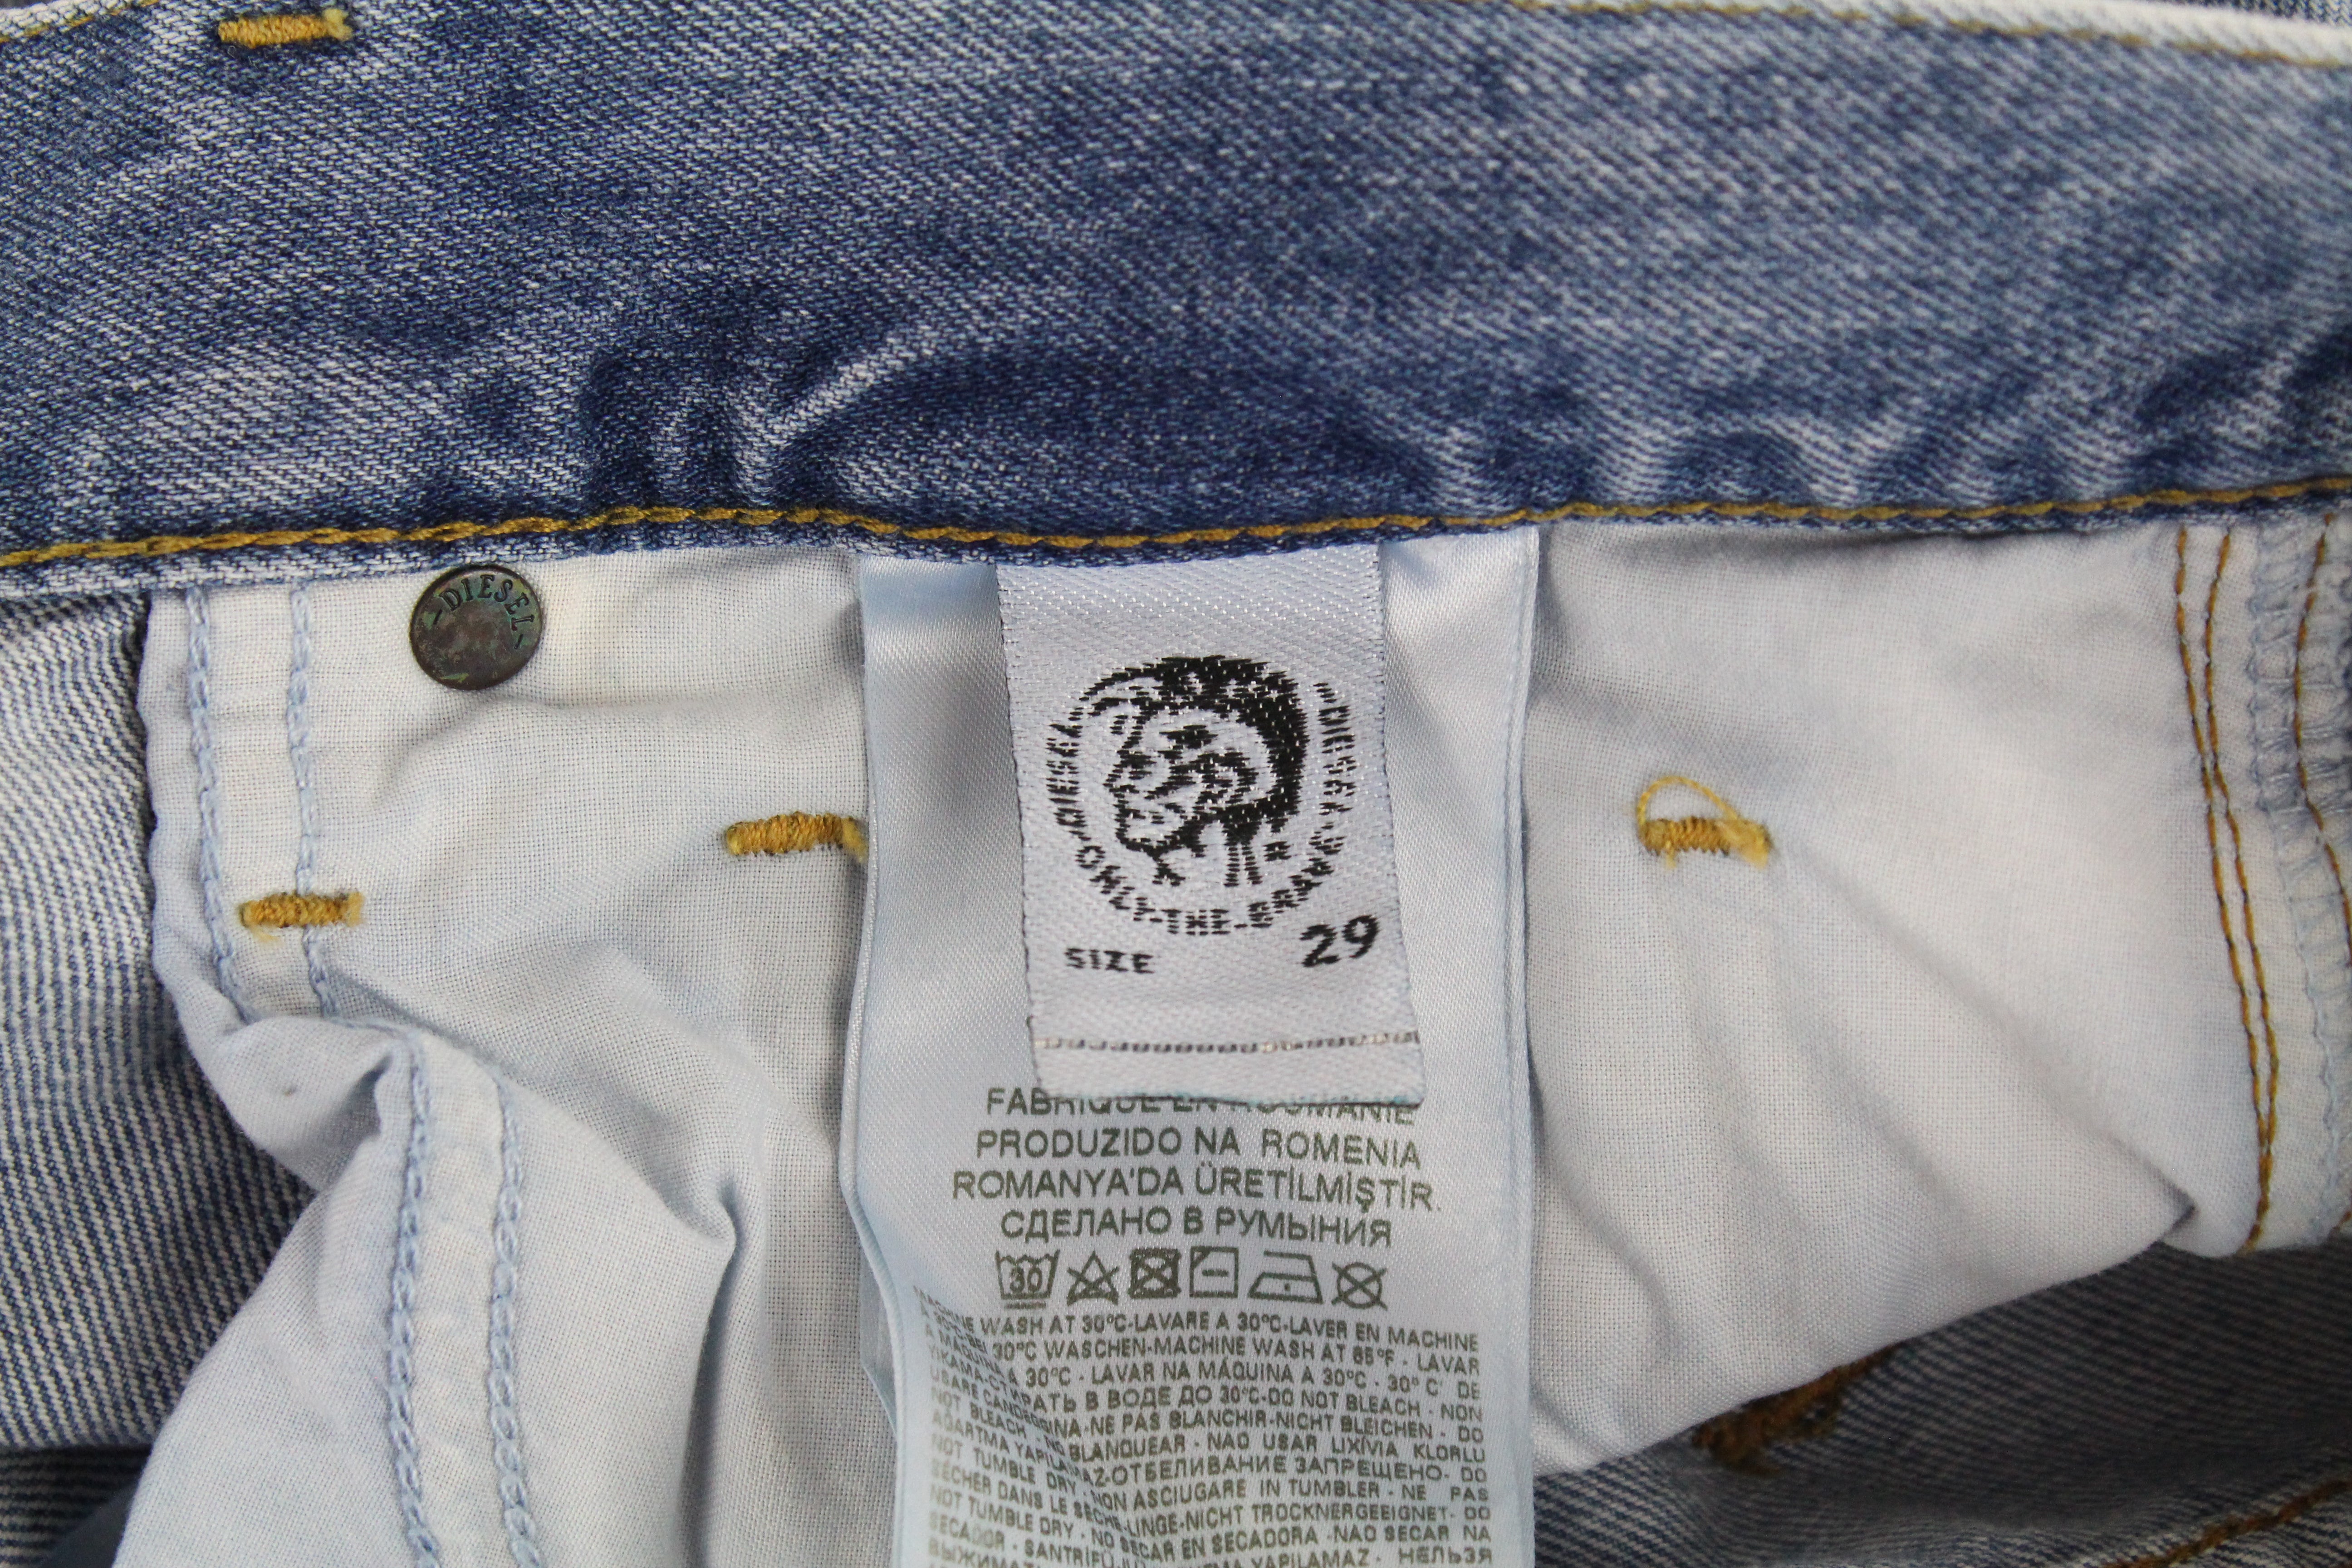 -DIESEL-
DIESEL
DIESEL
ONLY-THE-BRAVE
SIZE 29
FABRIQUÉ EN ROUMANIE
PRODUZIDO NA ROMENIA
ROMANYA'DA ÜRETİLMİŞTİR.
СДЕЛАНО В РУМЫНИЯ
30
WASH AT 30°C-LAVARE A 30°C-LAVER EN MACHINE
30°C WASCHEN-MACHINE WASH AT 85°F - LAVAR
A 30°C - LAVAR NA MÁQUINA A 30°C - 30° C' DE
YIKAMA-СТИРАТЬ В ВОДЕ ДО 30°C-DO NOT BLEACH - NON
USARE CANDEGGINA-NE PAS BLANCHIR-NICHT BLEICHEN - DO
NOT BLEACH - NO BLANQUEAR - NAO USAR LIXÍVIA KLORLU
AĞARTMA YAPILMAZ-ОТБЕЛИВАНИЕ ЗАПРЕЩЕНО- DO
NOT TUMBLE DRY - NON ASCIUGARE IN TUMBLER - NE PAS
SÉCHER DANS LE SÈCHE-LINGE-NICHT TROCKNERGEEIGNET- DO
NOT TUMBLE DRY - NO SECAR EN SECADORA -NAO SECAR NA
SECADOR - YAPILAMAZ - НЕЛЬЗЯ